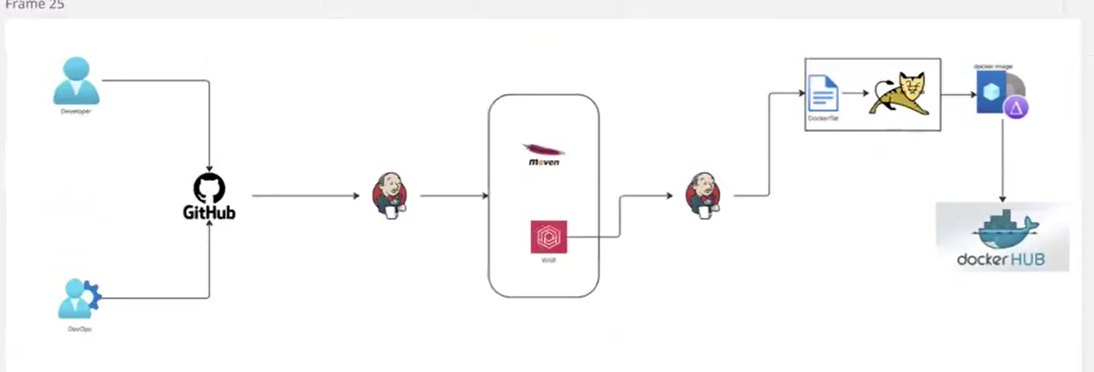 Frame 25
Developer
GitHub
DevOps
maven
WAR
Dockerfile
docker image
docker HUB